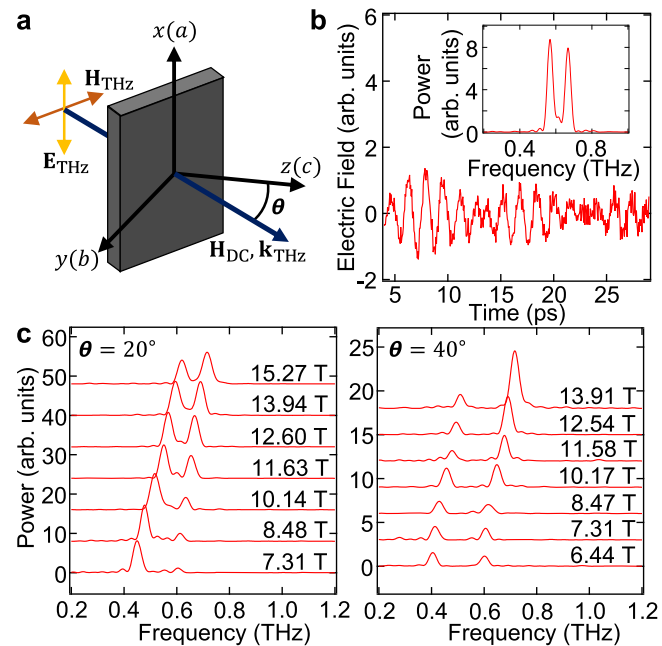 a
x(a)
H_THz
E_THz
z(c)
θ
y(b)
H_DC, k_THz
b
Electric Field (arb. units)
6
4
2
0
-2
5
10
15
20
25
Time (ps)
Power
(arb. units)
8
4
0
0.4
0.6
0.8
Frequency (THz)
c
Power (arb. units)
θ = 20°
60
50
40
30
20
10
0
15.27 T
13.94 T
12.60 T
11.63 T
10.14 T
8.48 T
7.31 T
0.2 0.4 0.6 0.8 1.0 1.2
Frequency (THz)
θ = 40°
25
20
15
10
5
0
13.91 T
12.54 T
11.58 T
10.17 T
8.47 T
7.31 T
6.44 T
0.2 0.4 0.6 0.8 1.0 1.2
Frequency (THz)